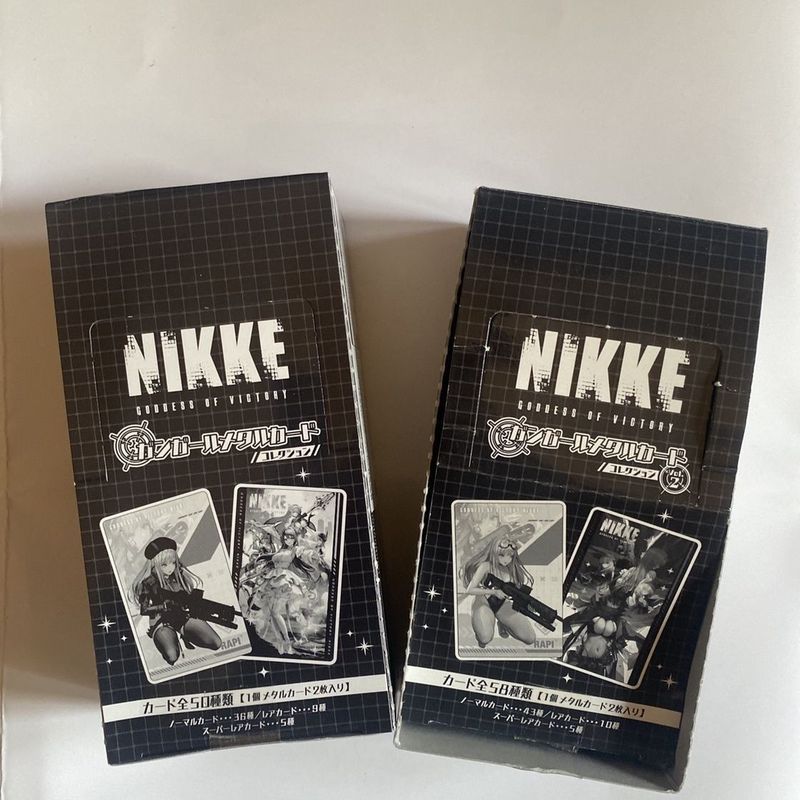 NIKKE
GODDESS OF VICTORY
ガンガールメタルカード
コレクション
NIKKE
RAPI
カード全50種類【1個 メタルカード2枚入り】
ノーマルカード・・・36種/レアカード・・・9種
スーパーレアカード・・・5種
NIKKE
GODDESS OF VICTORY
ガンガールメタルカード
コレクション
Vol.
2
GODDESS OF VICTORY:NIKKE
NIKKE
RAPI
カード全58種類【1個 メタルカード2枚入り】
ノーマルカード・・・43種/レアカード・・・10種
スーパーレアカード・・・5種